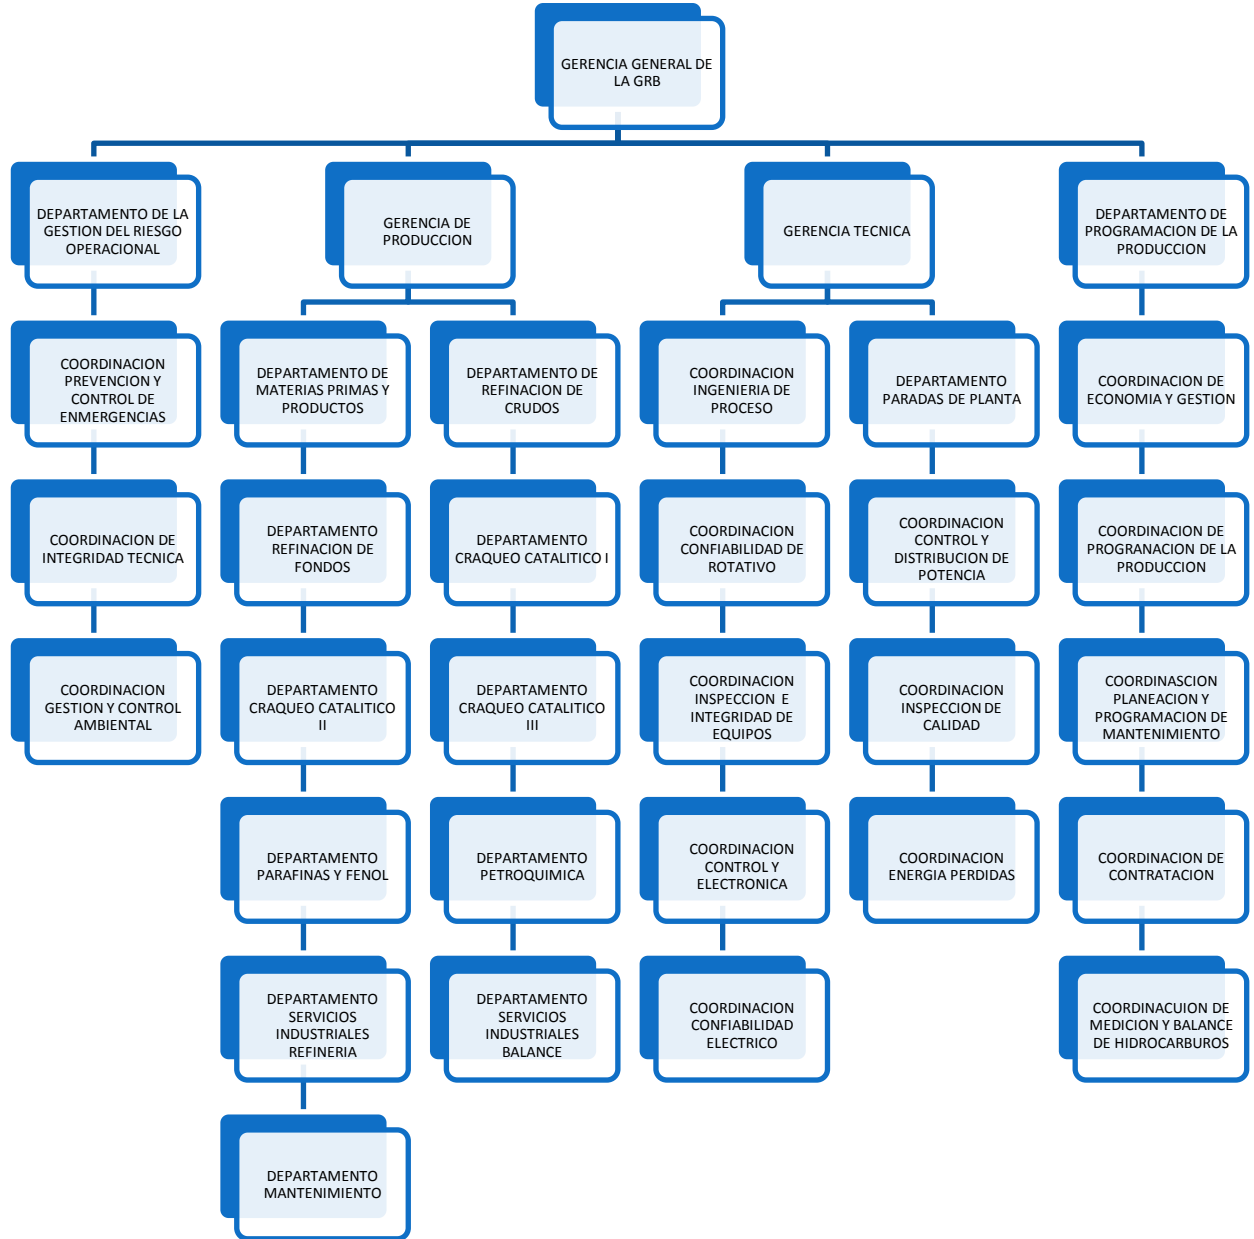 GERENCIA GENERAL DE
LA GRB
DEPARTAMENTO DE LA
GESTION DEL RIESGO
OPERACIONAL
GERENCIA DE
PRODUCCION
GERENCIA TECNICA
DEPARTAMENTO DE
PROGRAMACION DE LA
PRODUCCION
COORDINACION
PREVENCION Y
CONTROL DE
ENMERGENCIAS
DEPARTAMENTO DE
MATERIAS PRIMAS Y
PRODUCTOS
DEPARTAMENTO DE
REFINACION DE
CRUDOS
COORDINACION
INGENIERIA DE
PROCESO
DEPARTAMENTO
PARADAS DE PLANTA
COORDINACION DE
ECONOMIA Y GESTION
COORDINACION DE
INTEGRIDAD TECNICA
DEPARTAMENTO
REFINACION DE
FONDOS
DEPARTAMENTO
CRAQUEO CATALITICO I
COORDINACION
CONFIABILIDAD DE
ROTATIVO
COORDINACION
CONTROL Y
DISTRIBUCION DE
POTENCIA
COORDINACION DE
PROGRANACION DE LA
PRODUCCION
COORDINACION
GESTION Y CONTROL
AMBIENTAL
DEPARTAMENTO
CRAQUEO CATALITICO
II
DEPARTAMENTO
CRAQUEO CATALITICO
III
COORDINACION
INSPECCION E
INTEGRIDAD DE
EQUIPOS
COORDINACION
INSPECCION DE
CALIDAD
COORDINASCION
PLANEACION Y
PROGRAMACION DE
MANTENIMIENTO
DEPARTAMENTO
PARAFINAS Y FENOL
DEPARTAMENTO
PETROQUIMICA
COORDINACION
CONTROL Y
ELECTRONICA
COORDINACION
ENERGIA PERDIDAS
COORDINACION DE
CONTRATACION
DEPARTAMENTO
SERVICIOS
INDUSTRIALES
REFINERIA
DEPARTAMENTO
SERVICIOS
INDUSTRIALES
BALANCE
COORDINACION
CONFIABILIDAD
ELECTRICO
COORDINACUION DE
MEDICION Y BALANCE
DE HIDROCARBUROS
DEPARTAMENTO
MANTENIMIENTO